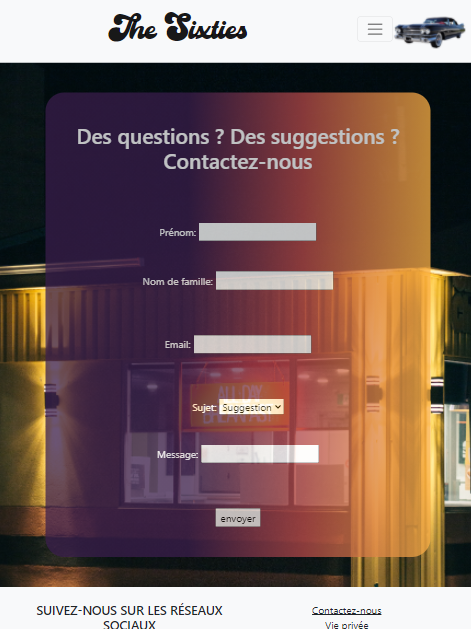 The Sixties
Des questions ? Des suggestions ?
Contactez-nous
Prénom:
Nom de famille:
Email:
Sujet: Suggestion
Message:
envoyer
SUIVEZ-NOUS SUR LES RÉSEAUX
SOCIAUX
Contactez-nous
Vie privée